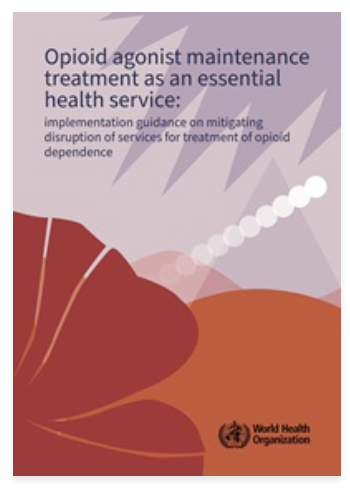 Opioid agonist maintenance
treatment as an essential
health service:
implementation guidance on mitigating
disruption of services for treatment of opioid
dependence
World Health
Organization